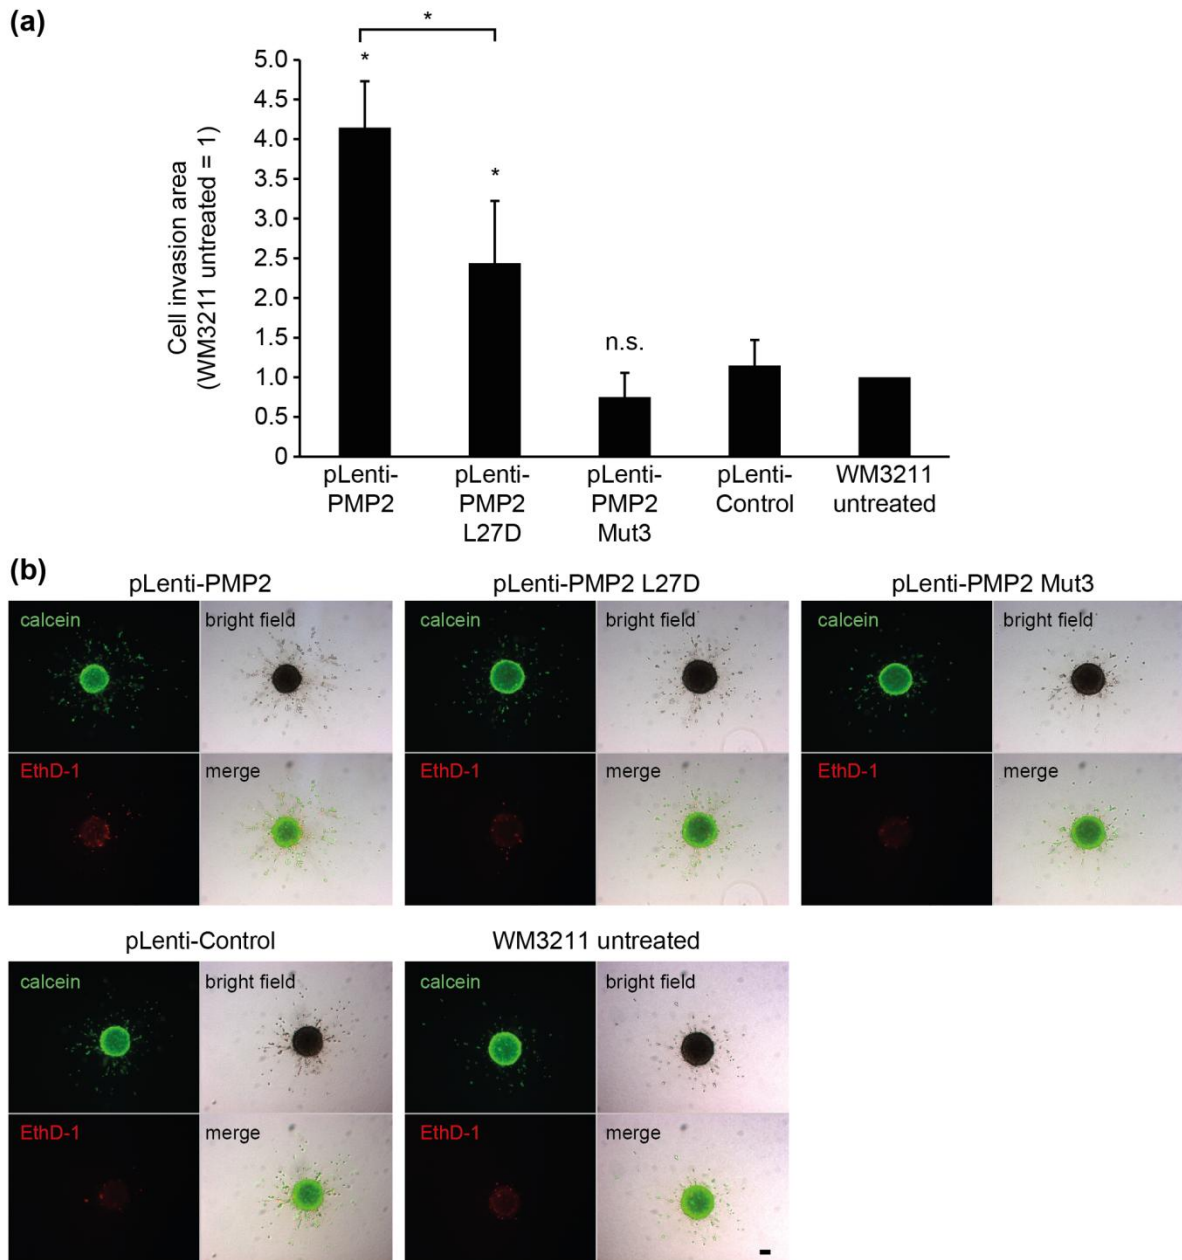 (a)
*
*
*
n.s.
Cell invasion area
(WM3211 untreated = 1)
5.0
4.5
4.0
3.5
3.0
2.5
2.0
1.5
1.0
0.5
0
pLenti-
PMP2
pLenti-
PMP2
L27D
pLenti-
PMP2
Mut3
pLenti-
Control
WM3211
untreated
(b)
pLenti-PMP2
calcein
bright field
EthD-1
merge
pLenti-PMP2 L27D
calcein
bright field
EthD-1
merge
pLenti-PMP2 Mut3
calcein
bright field
EthD-1
merge
pLenti-Control
calcein
bright field
EthD-1
merge
WM3211 untreated
calcein
bright field
EthD-1
merge